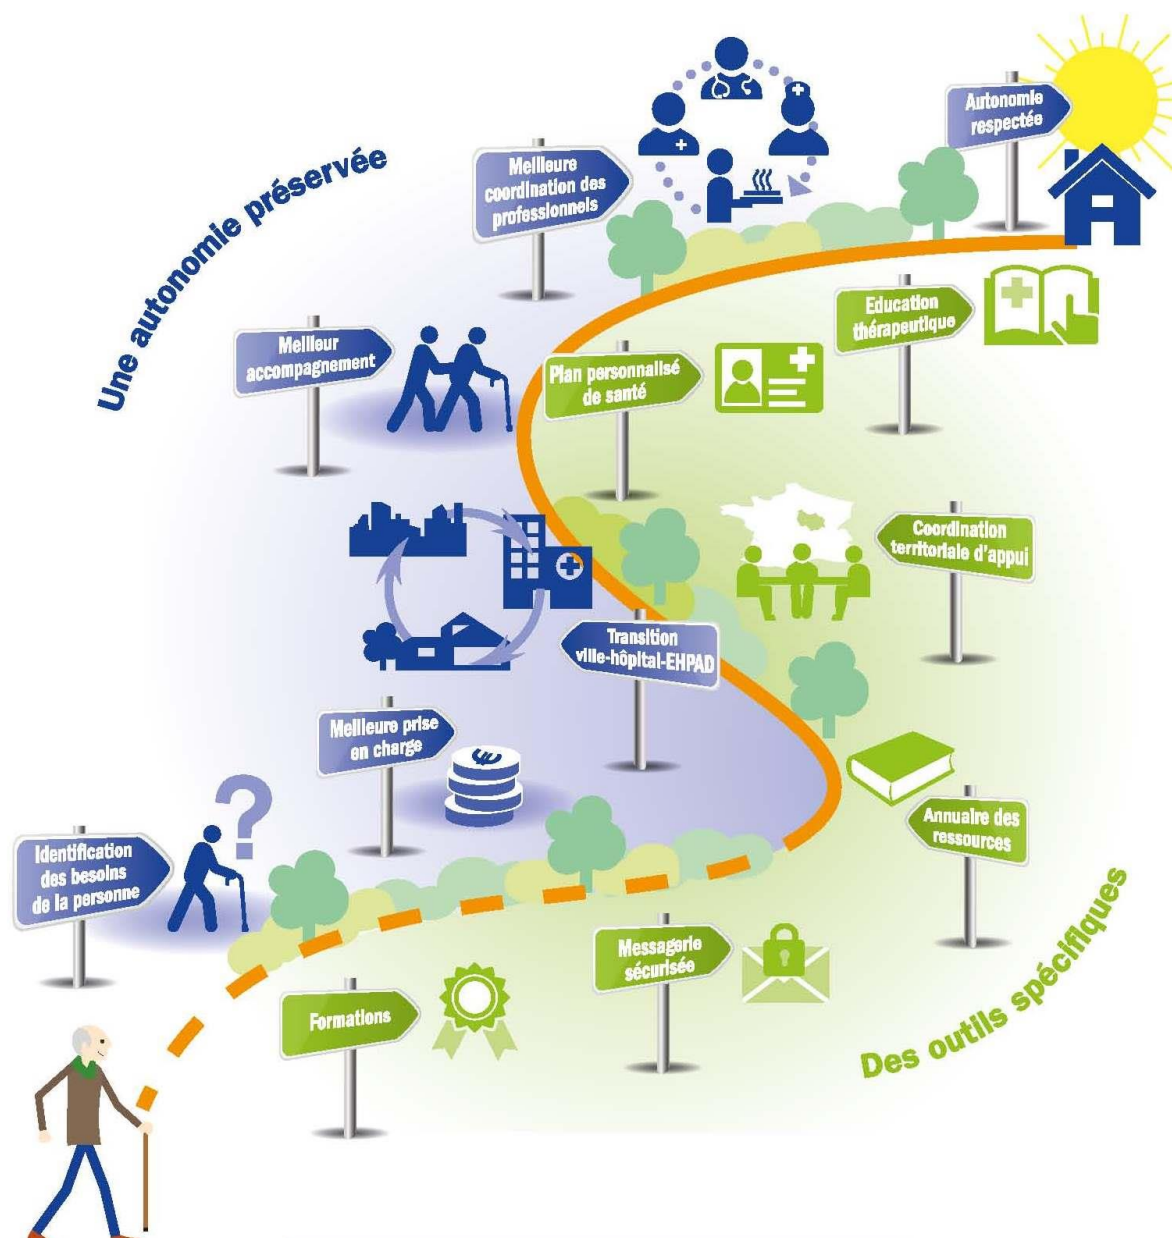 Une autonomie préservée
Autonomie
respectée
Meilleure
coordination des
professionnels
Education
thérapeutique
Meilleur
accompagnement
Plan personnalisé
de santé
Coordination
territoriale d'appui
Transition
ville-hôpital-EHPAD
Meilleure prise
en charge
Annuaire des
ressources
Identification
des besoins
de la personne
Messagerie
sécurisée
Formations
Des outils spécifiques